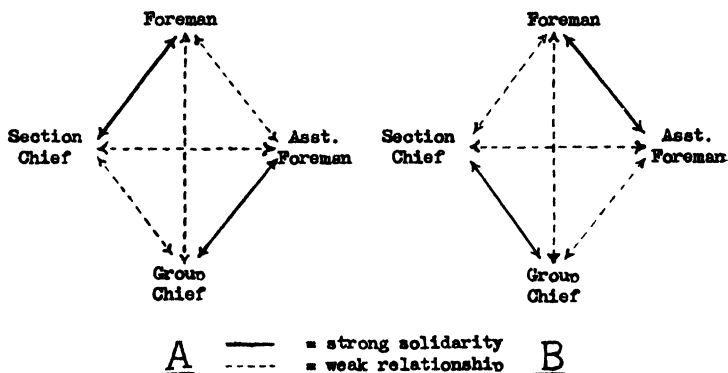 Foreman
Section
Chief
Asst.
Foreman
Group
Chief
Foreman
Section
Chief
Asst.
Foreman
Group
Chief
A
= strong solidarity
= weak relationship
B